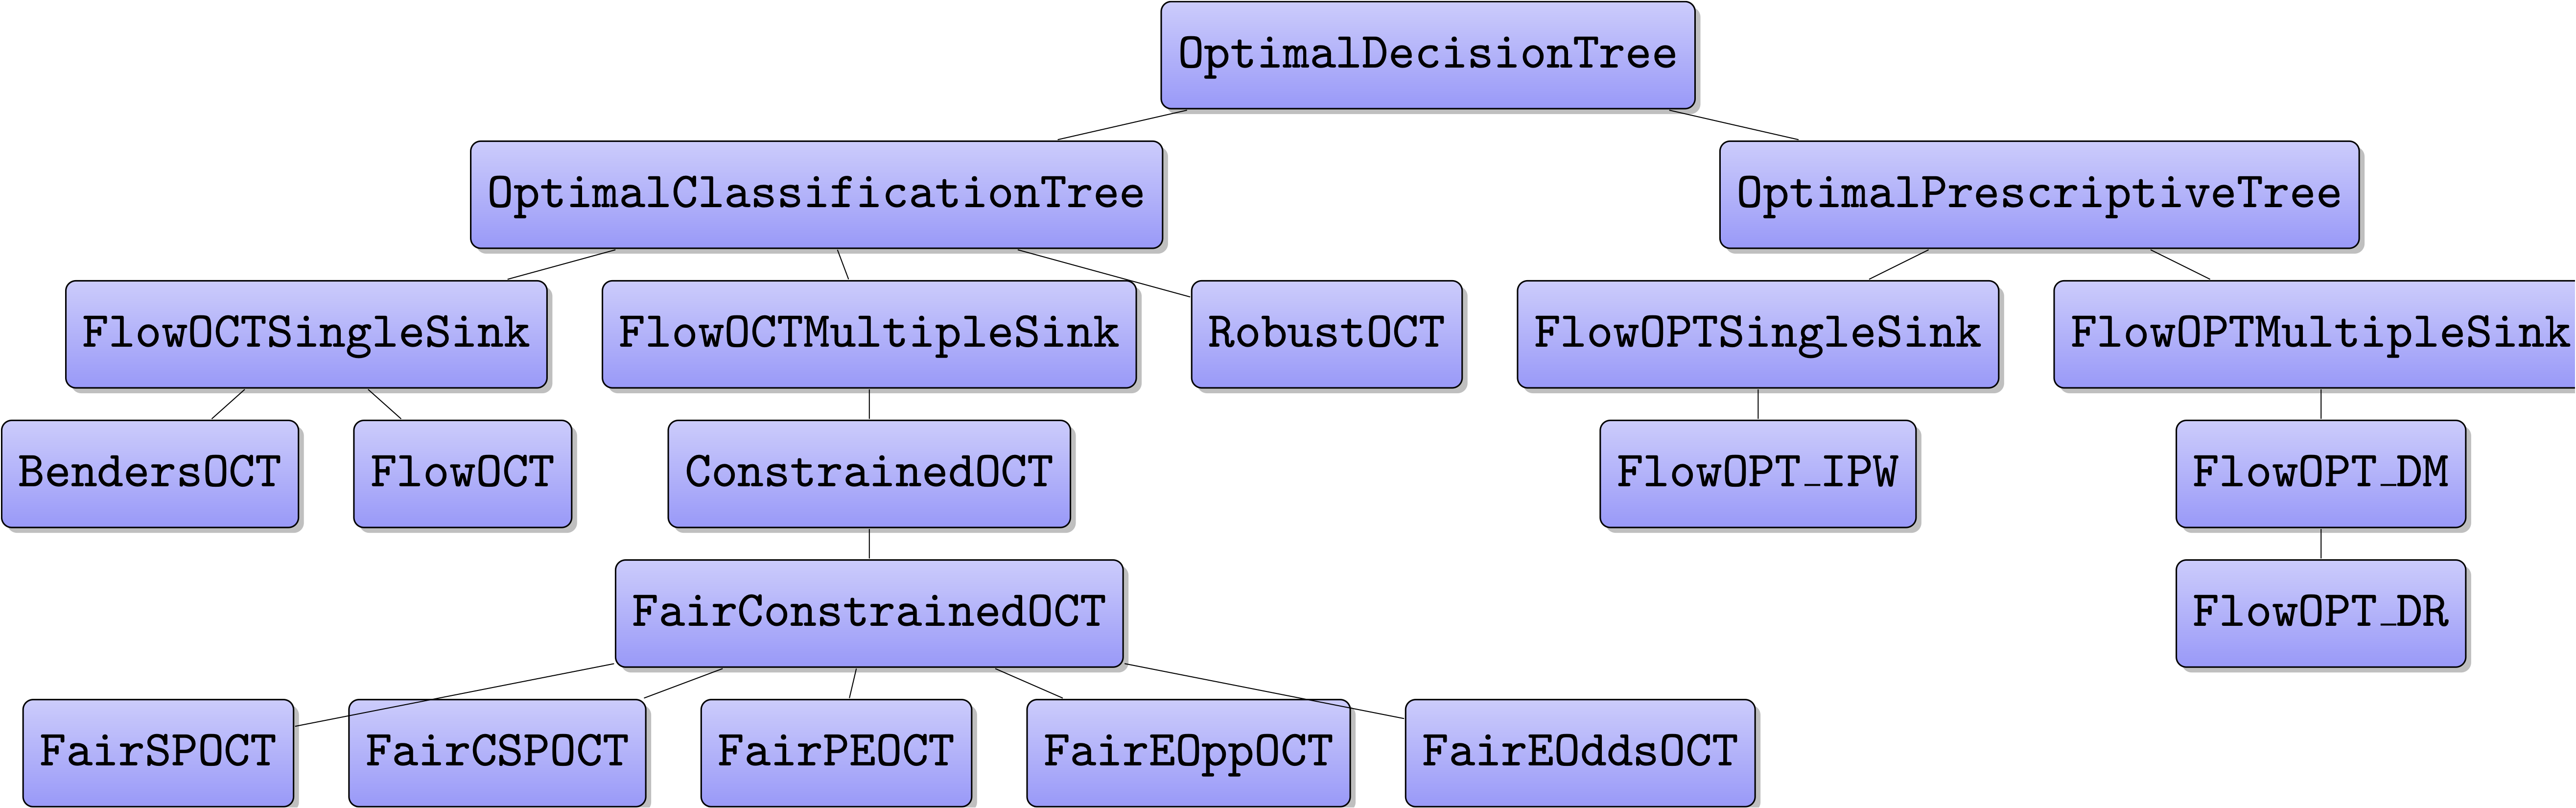 OptimalDecisionTree
OptimalClassificationTree
OptimalPrescriptiveTree
FlowOCTSingleSink
FlowOCTMultipleSink
RobustOCT
FlowOPTSingleSink
FlowOPTMultipleSink
BendersOCT
FlowOCT
ConstrainedOCT
FlowOPT_IPW
FlowOPT_DM
FairConstrainedOCT
FlowOPT_DR
FairSPOCT
FairCSPOCT
FairPEOCT
FairEOppOCT
FairEOddsOCT